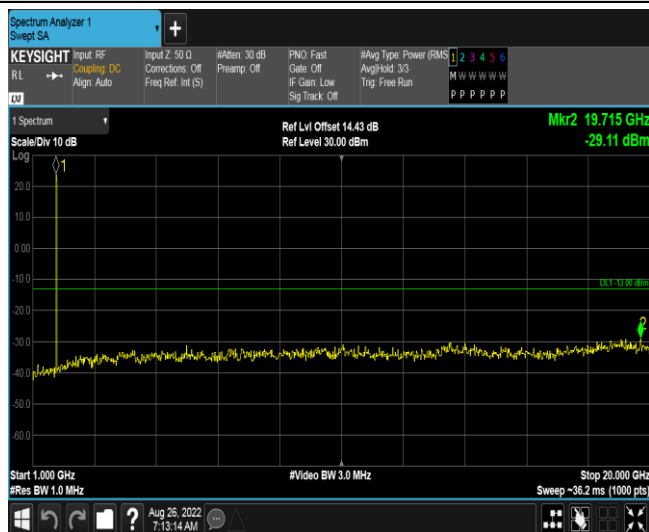 Spectrum Analyzer 1
Swept SA
+
KEYSIGHT
RL
LXI
Input: RF
Coupling: DC
Align: Auto
Input Z: 50 Ω
Corrections: Off
Freq Ref: Int (S)
#Atten: 30 dB
Preamp: Off
PNO: Fast
Gate: Off
IF Gain: Low
Sig Track: Off
#Avg Type: Power (RMS
Avg|Hold: 3/3
Trig: Free Run
1 2 3 4 5 6
M W W W W W
P P P P P P
1 Spectrum
Scale/Div 10 dB
Log
Ref Lvl Offset 14.43 dB
Ref Level 30.00 dBm
Mkr2 19.715 GHz
-29.11 dBm
1
20.0
10.0
0.00
-10.0
DL1 -13.00 dBm
-20.0
2
-30.0
-40.0
-50.0
-60.0
Start 1.000 GHz
#Res BW 1.0 MHz
#Video BW 3.0 MHz
Stop 20.000 GHz
Sweep ~36.2 ms (1000 pts)
?
Aug 26, 2022
7:13:14 AM